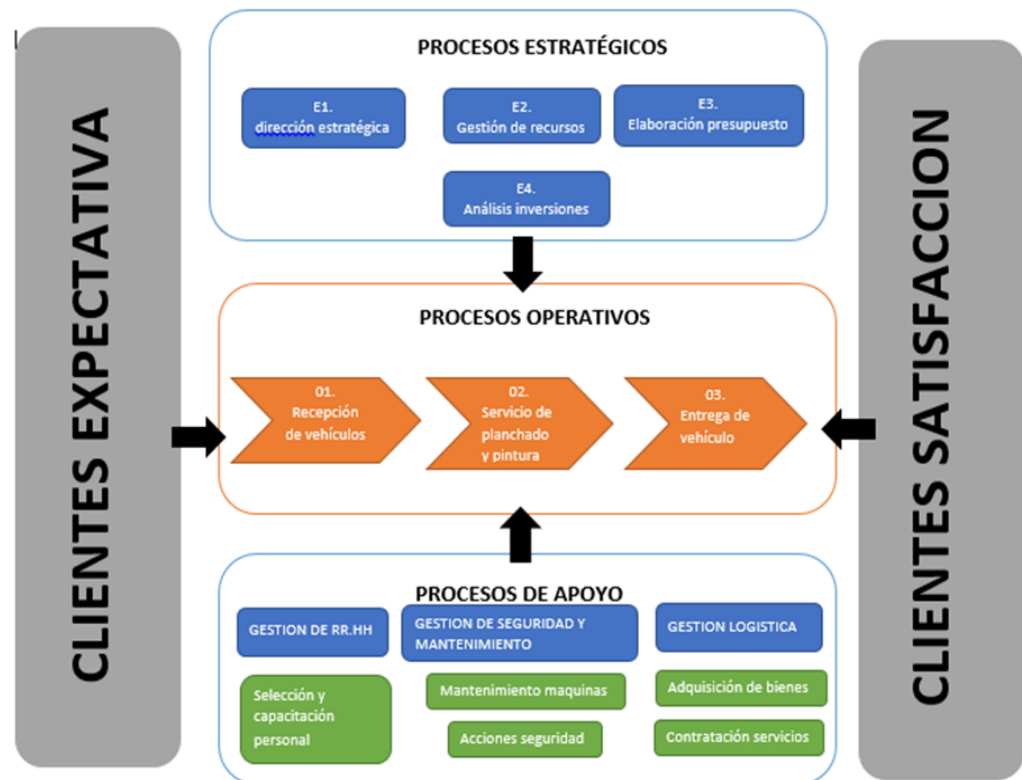 CLIENTES EXPECTATIVA
PROCESOS ESTRATÉGICOS
E1.
dirección estratégica
E2.
Gestión de recursos
E3.
Elaboración presupuesto
E4.
Análisis inversiones
PROCESOS OPERATIVOS
01.
Recepción
de vehículos
02.
Servicio de
planchado
y pintura
03.
Entrega de
vehículo
PROCESOS DE APOYO
GESTION DE RR.HH
GESTION DE SEGURIDAD Y
MANTENIMIENTO
GESTION LOGISTICA
Selección y
capacitación
personal
Mantenimiento maquinas
Acciones seguridad
Adquisición de bienes
Contratación servicios
CLIENTES SATISFACCION